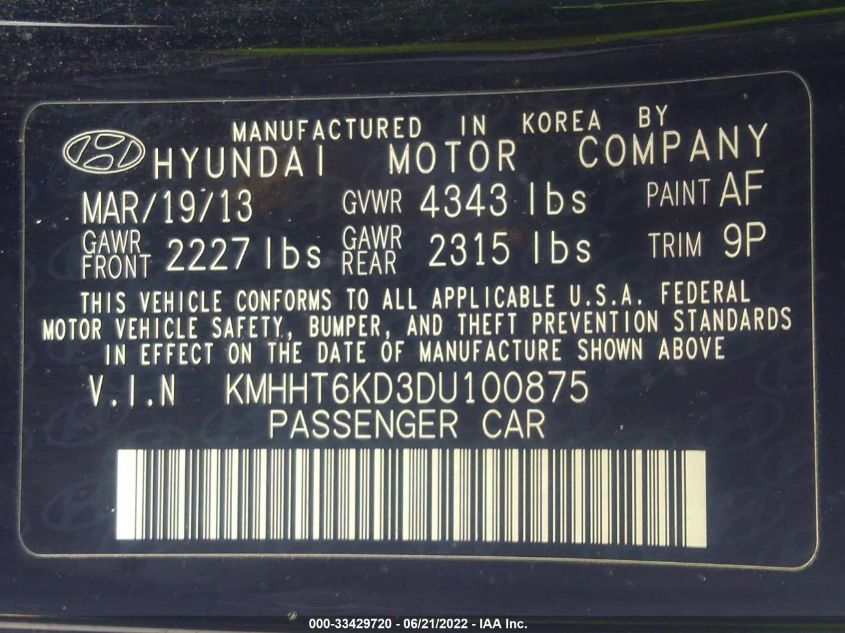 MANUFACTURED IN KOREA BY
HYUNDAI MOTOR COMPANY
MAR/19/13 GVWR 4343 lbs PAINT AF
GAWR FRONT 2227 lbs GAWR REAR 2315 lbs TRIM 9P
THIS VEHICLE CONFORMS TO ALL APPLICABLE U.S.A. FEDERAL
MOTOR VEHICLE SAFETY, BUMPER, AND THEFT PREVENTION STANDARDS
IN EFFECT ON THE DATE OF MANUFACTURE SHOWN ABOVE
V.I.N KMHHT6KD3DU100875
PASSENGER CAR
000-33429720 - 06/21/2022 - IAA Inc.